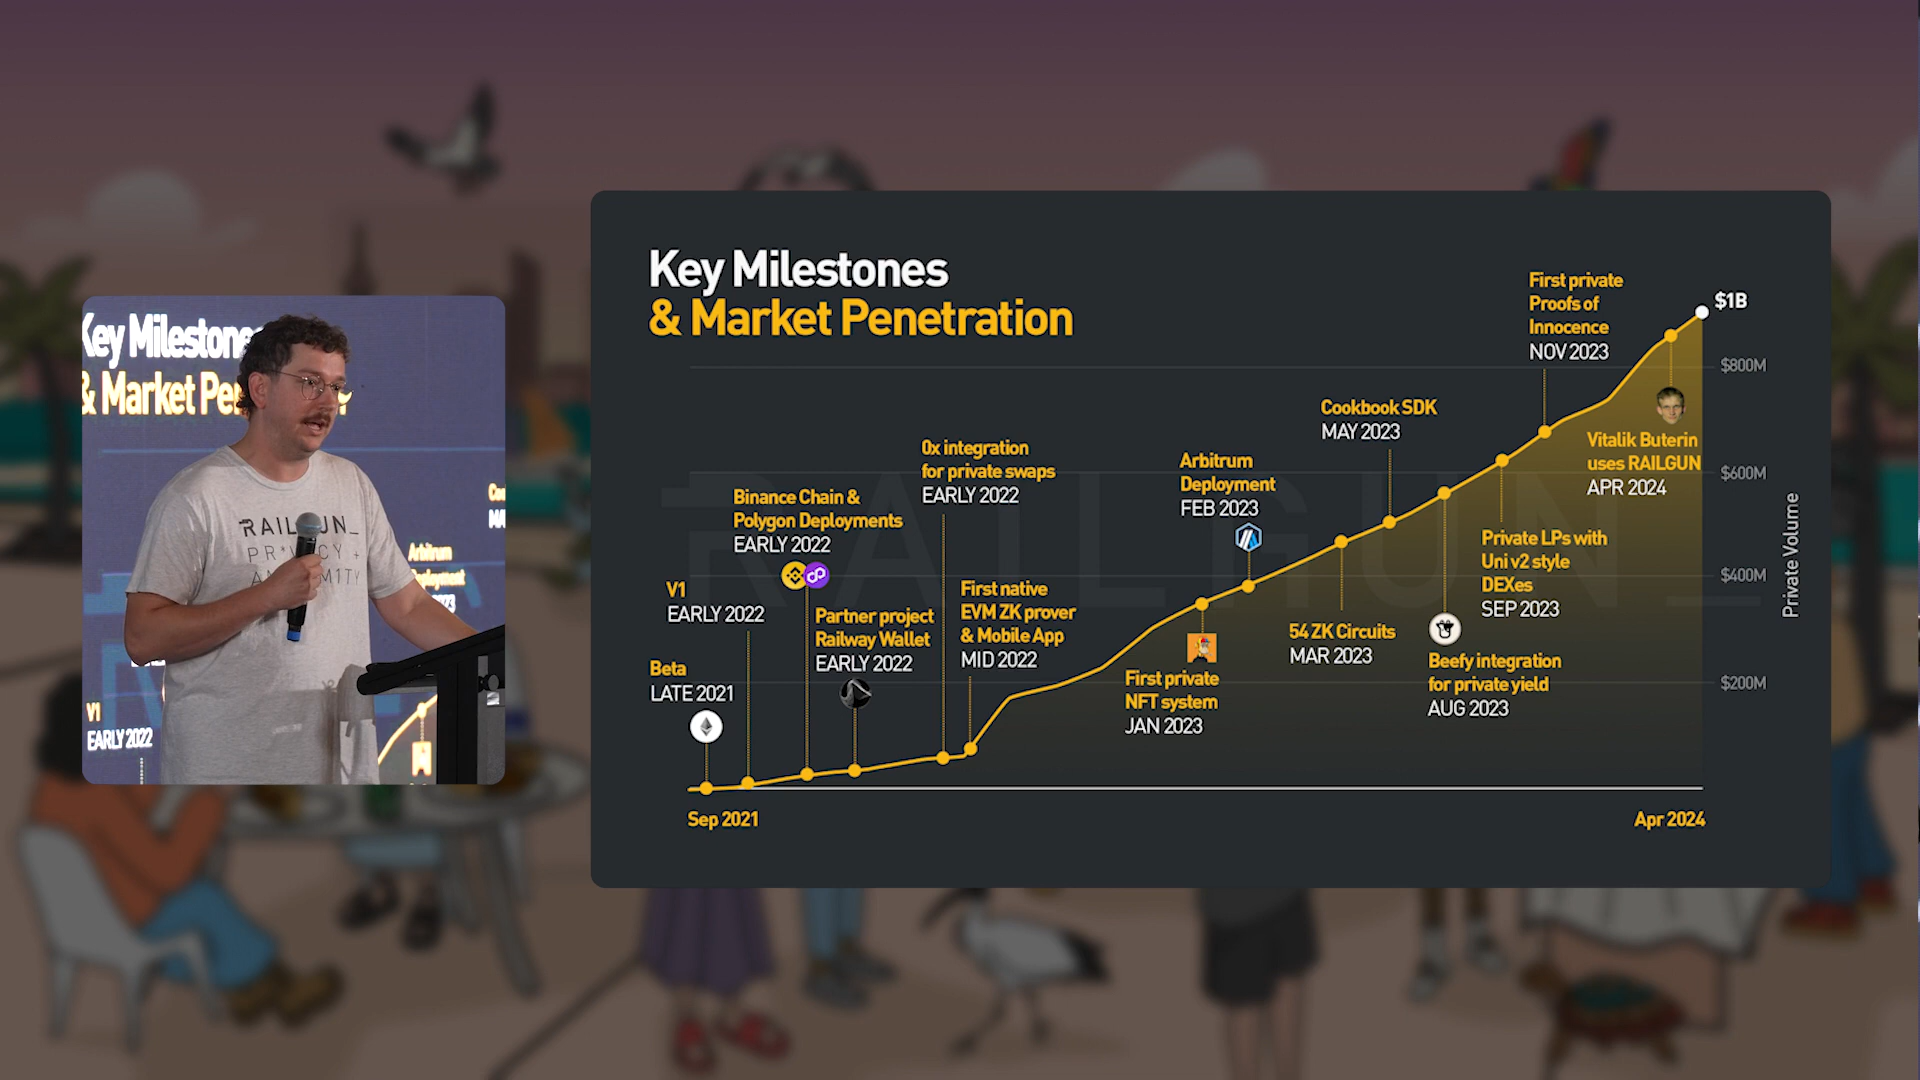 Key Milestones
& Market Penetration
Beta
LATE 2021
V1
EARLY 2022
Binance Chain &
Polygon Deployments
EARLY 2022
Partner project
Railway Wallet
EARLY 2022
0x integration
for private swaps
EARLY 2022
First native
EVM ZK prover
& Mobile App
MID 2022
First private
NFT system
JAN 2023
Arbitrum
Deployment
FEB 2023
54 ZK Circuits
MAR 2023
Cookbook SDK
MAY 2023
Beefy integration
for private yield
AUG 2023
Private LPs with
Uni v2 style
DEXes
SEP 2023
First private
Proofs of
Innocence
NOV 2023
Vitalik Buterin
uses RAILGUN
APR 2024
$1B
$800M
$600M
$400M
$200M
Private Volume
Sep 2021
Apr 2024
RAILGUN_
Key Milestone
& Market Pe
Arbitrum
V1
EARLY 2022
RAILGUN_